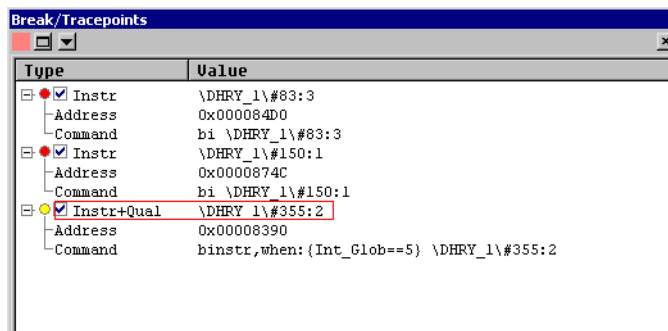 Break/Tracepoints
Type Value
Instr \DHRY_1\#83:3
Address 0x000084D0
Command bi \DHRY_1\#83:3
Instr \DHRY_1\#150:1
Address 0x0000874C
Command bi \DHRY_1\#150:1
Instr+Qual \DHRY_1\#355:2
Address 0x00008390
Command binstr,when:{Int_Glob==5} \DHRY_1\#355:2